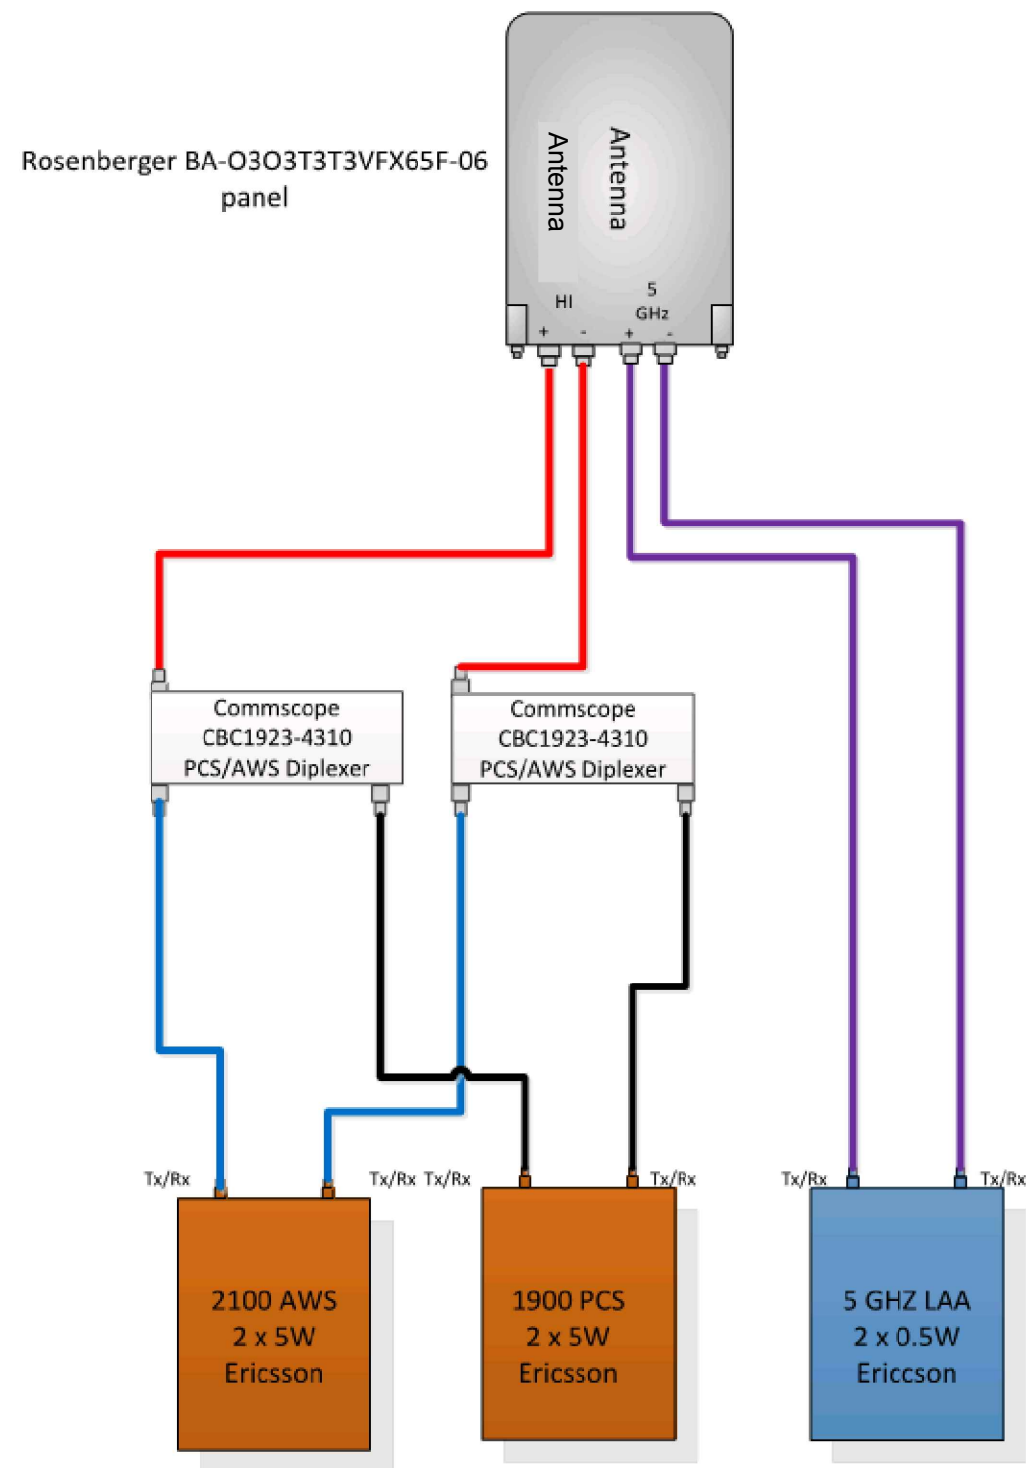 Rosenberger BA-O3O3T3T3VFX65F-06
panel
Antenna
Antenna
HI
5
GHz
+
-
+
-
Commscope
CBC1923-4310
PCS/AWS Diplexer
Commscope
CBC1923-4310
PCS/AWS Diplexer
Tx/Rx
Tx/Rx
Tx/Rx
Tx/Rx
Tx/Rx
Tx/Rx
2100 AWS
2 x 5W
Ericsson
1900 PCS
2 x 5W
Ericsson
5 GHZ LAA
2 x 0.5W
Ericcson